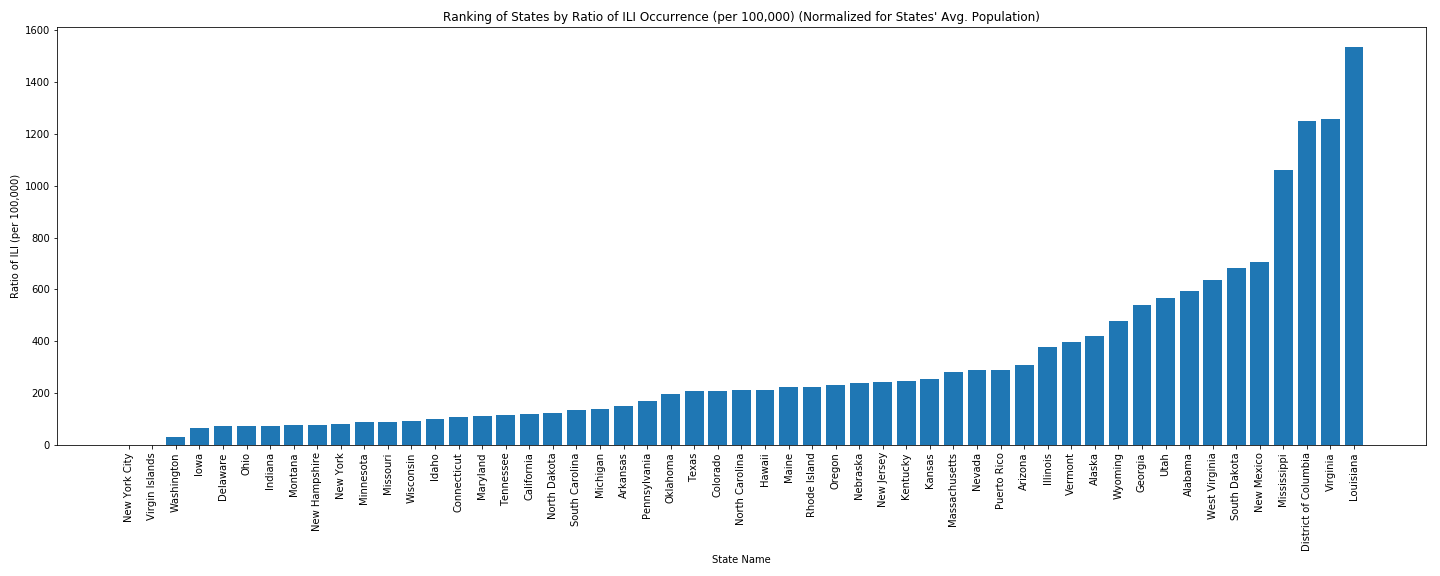 Ranking of States by Ratio of ILI Occurrence (per 100,000) (Normalized for States' Avg. Population)
1600
1400
1200
1000
800
600
400
200
0
Ratio of ILI (per 100,000)
New York City
Virgin Islands
Washington
Iowa
Delaware
Ohio
Indiana
Montana
New Hampshire
New York
Minnesota
Missouri
Wisconsin
Idaho
Connecticut
Maryland
Tennessee
California
North Dakota
South Carolina
Michigan
Arkansas
Pennsylvania
Oklahoma
Texas
Colorado
North Carolina
Hawaii
Maine
Rhode Island
Oregon
Nebraska
New Jersey
Kentucky
Kansas
Massachusetts
Nevada
Puerto Rico
Arizona
Illinois
Vermont
Alaska
Wyoming
Georgia
Utah
Alabama
West Virginia
South Dakota
New Mexico
Mississippi
District of Columbia
Virginia
Louisiana
State Name